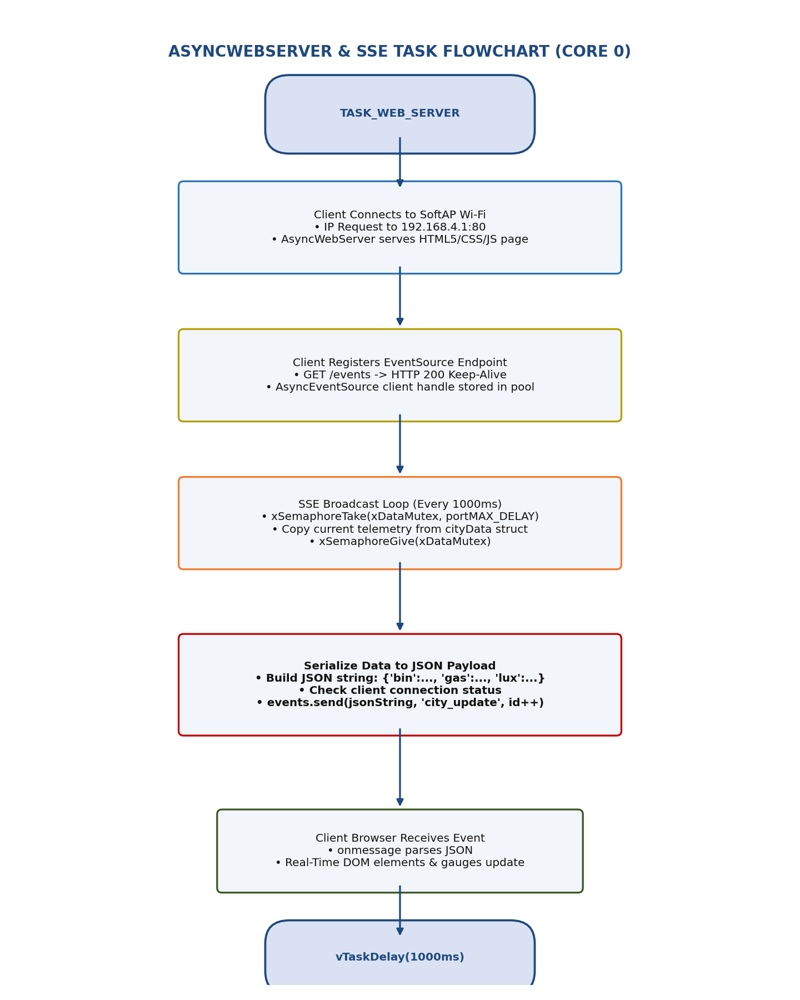 ASYNCWEBSERVER & SSE TASK FLOWCHART (CORE 0)
TASK_WEB_SERVER
Client Connects to SoftAP Wi-Fi
• IP Request to 192.168.4.1:80
• AsyncWebServer serves HTML5/CSS/JS page
Client Registers EventSource Endpoint
• GET /events -> HTTP 200 Keep-Alive
• AsyncEventSource client handle stored in pool
SSE Broadcast Loop (Every 1000ms)
• xSemaphoreTake(xDataMutex, portMAX_DELAY)
• Copy current telemetry from cityData struct
• xSemaphoreGive(xDataMutex)
Serialize Data to JSON Payload
• Build JSON string: {'bin':..., 'gas':..., 'lux':...}
• Check client connection status
• events.send(jsonString, 'city_update', id++)
Client Browser Receives Event
• onmessage parses JSON
• Real-Time DOM elements & gauges update
vTaskDelay(1000ms)